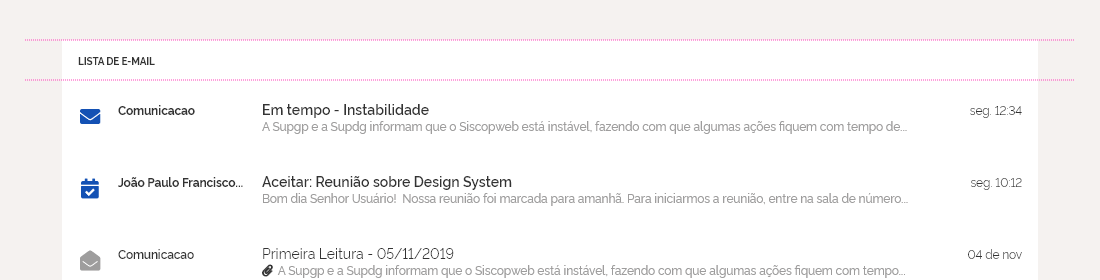 LISTA DE E-MAIL
Comunicacao
Em tempo - Instabilidade
seg. 12:34
A Supgp e a Supdg informam que o Siscopweb está instável, fazendo com que algumas ações fiquem com tempo de...
João Paulo Francisco...
Aceitar: Reunião sobre Design System
seg. 10:12
Bom dia Senhor Usuário! Nossa reunião foi marcada para amanhã. Para iniciarmos a reunião, entre na sala de número...
Comunicacao
Primeira Leitura - 05/11/2019
04 de nov
A Supgp e a Supdg informam que o Siscopweb está instável, fazendo com que algumas ações fiquem com tempo...